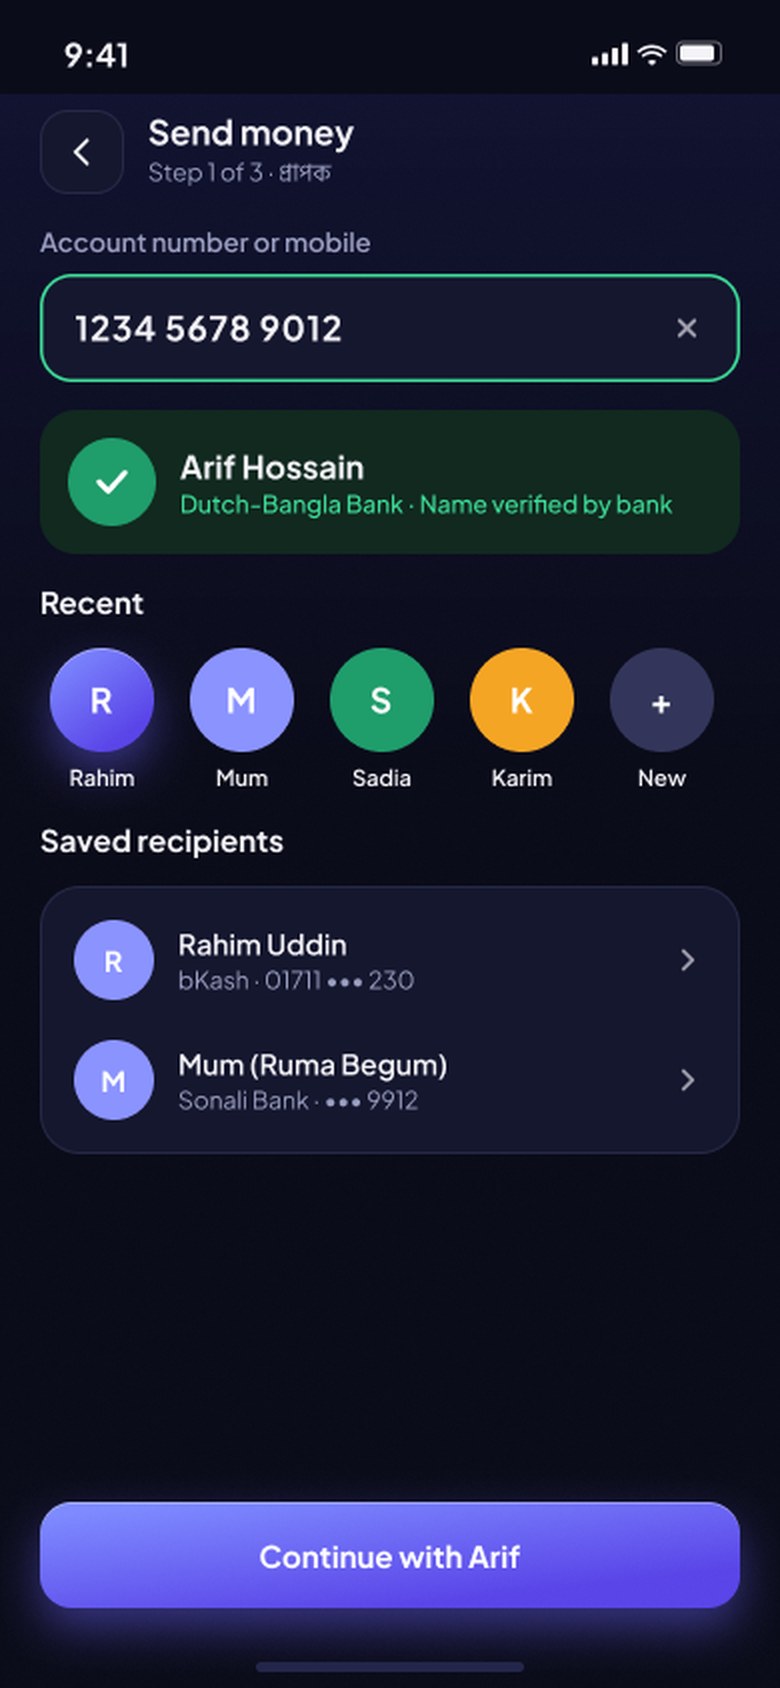 9:41
Send money
Step 1 of 3 · প্রাপক
Account number or mobile
1234 5678 9012
Arif Hossain
Dutch-Bangla Bank · Name verified by bank
Recent
R M S K +
Rahim Mum Sadia Karim New
Saved recipients
R
Rahim Uddin
bKash · 01711 ••• 230
M
Mum (Ruma Begum)
Sonali Bank · ••• 9912
Continue with Arif